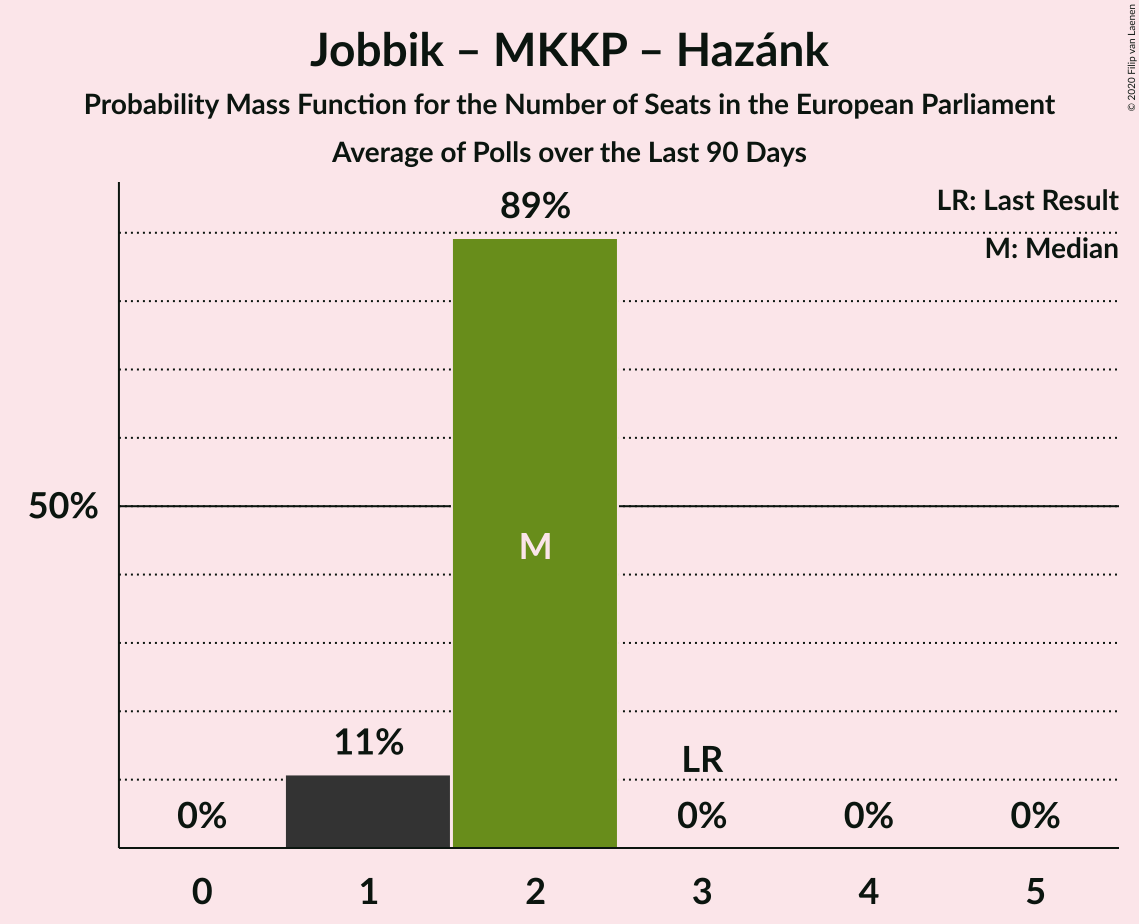 Jobbik – MKKP – Hazánk
Probability Mass Function for the Number of Seats in the European Parliament
Average of Polls over the Last 90 Days
© 2020 Filip van Laenen
LR: Last Result
M: Median
89%
50%
M
11%
LR
0%
0%
0%
0%
0
1
2
3
4
5